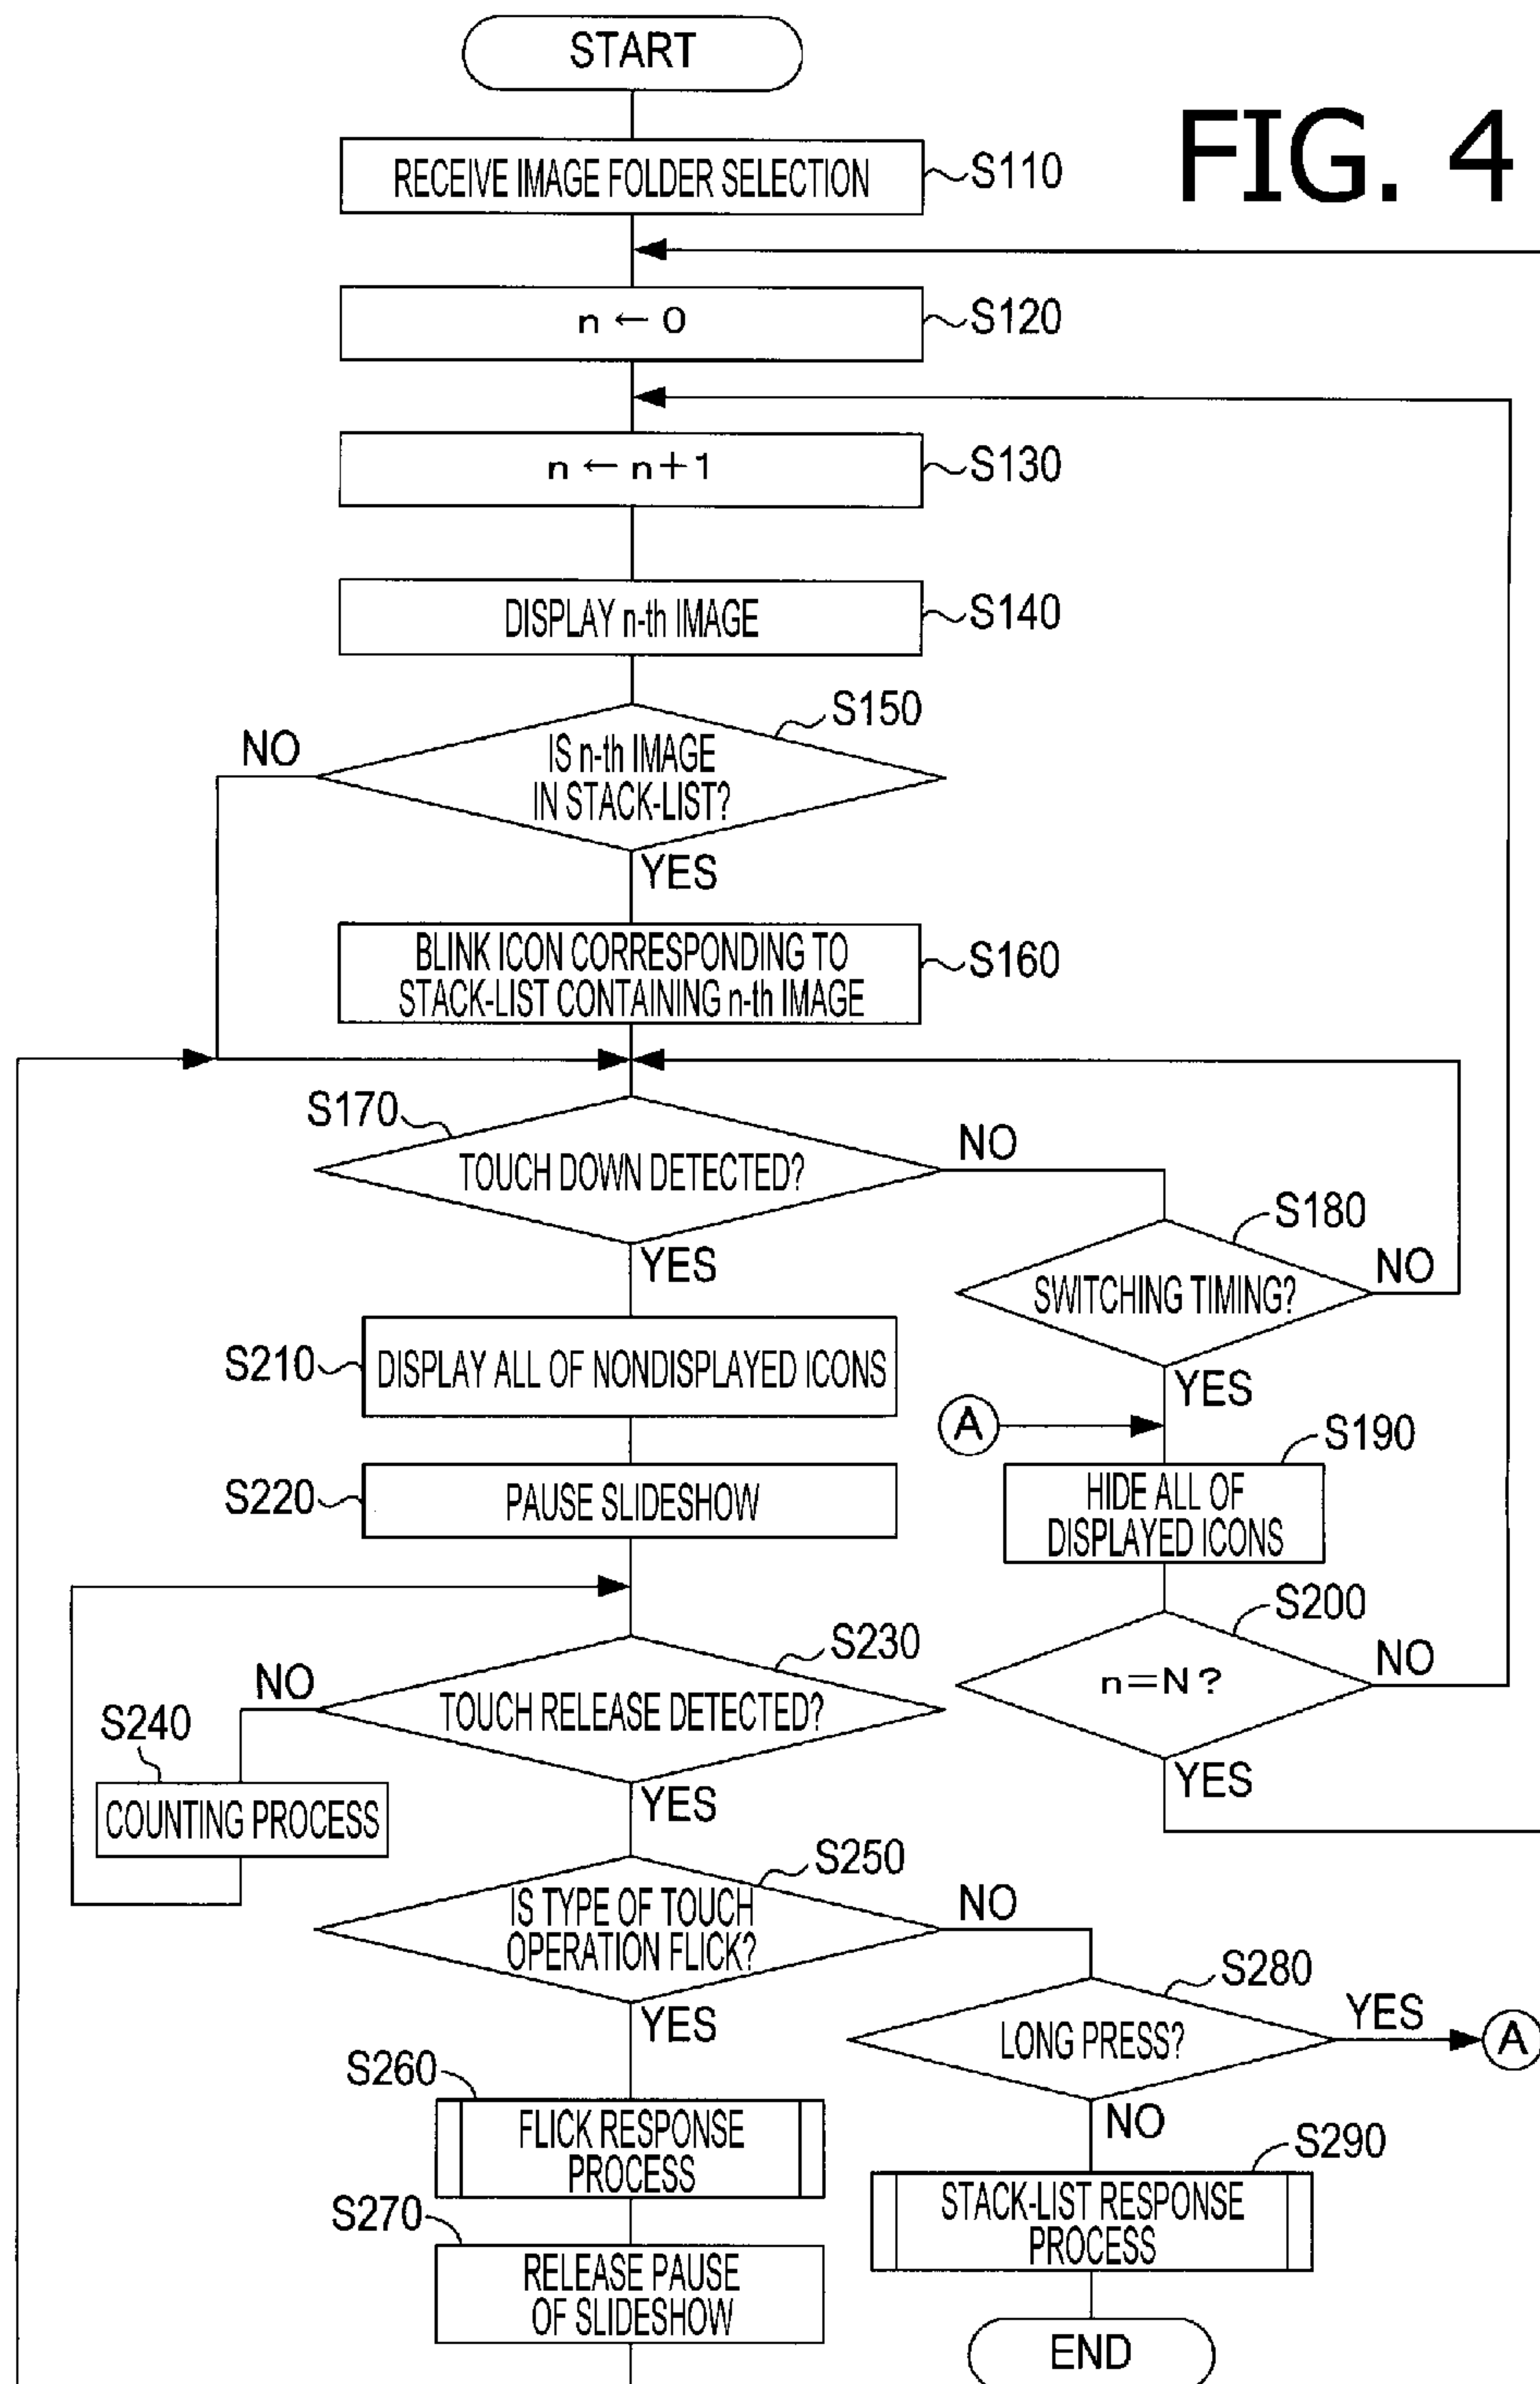 START
FIG. 4
RECEIVE IMAGE FOLDER SELECTION
S110
n ← 0
S120
n ← n+1
S130
DISPLAY n-th IMAGE
S140
S150
NO
IS n-th IMAGE
IN STACK-LIST?
YES
BLINK ICON CORRESPONDING TO
STACK-LIST CONTAINING n-th IMAGE
S160
S170
TOUCH DOWN DETECTED?
NO
YES
S180
SWITCHING TIMING?
NO
YES
S210
DISPLAY ALL OF NONDISPLAYED ICONS
A
S190
HIDE ALL OF
DISPLAYED ICONS
S220
PAUSE SLIDESHOW
S200
n=N?
NO
YES
S230
NO
TOUCH RELEASE DETECTED?
YES
S240
COUNTING PROCESS
S250
IS TYPE OF TOUCH
OPERATION FLICK?
NO
YES
S280
LONG PRESS?
YES
A
NO
S260
FLICK RESPONSE
PROCESS
S290
STACK-LIST RESPONSE
PROCESS
S270
RELEASE PAUSE
OF SLIDESHOW
END